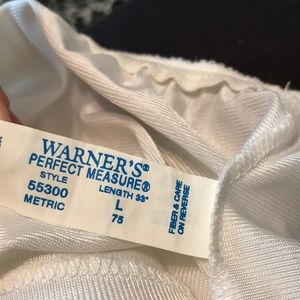 WARNER'S®
PERFECT MEASURE®
STYLE LENGTH 33"
55300 L
METRIC 75
FIBER & CARE
ON REVERSE